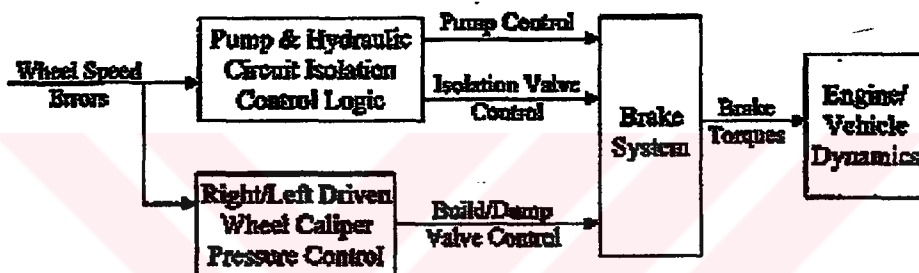 Wheel Speed
Errors
Pump & Hydraulic
Circuit Isolation
Control Logic
Pump Control
Isolation Valve
Control
Right/Left Driven
Wheel Caliper
Pressure Control
Build/Dump
Valve Control
Brake
System
Brake
Torques
Engine/
Vehicle
Dynamics